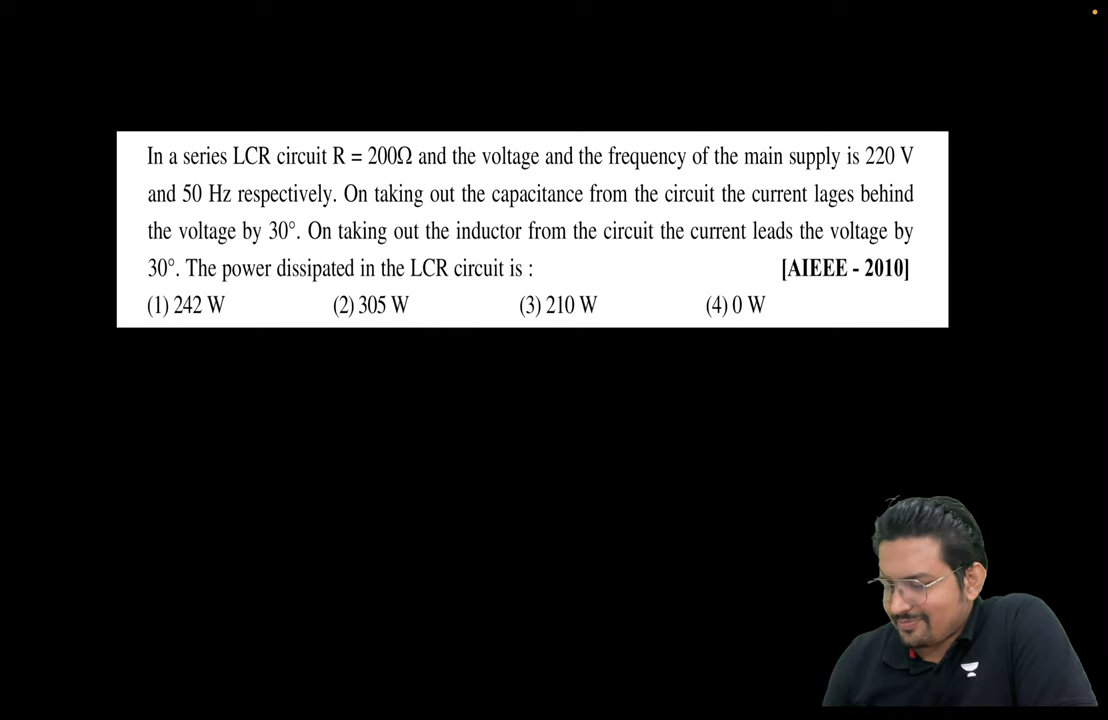 In a series LCR circuit R = 200Ω and the voltage and the frequency of the main supply is 220 V
and 50 Hz respectively. On taking out the capacitance from the circuit the current lages behind
the voltage by 30°. On taking out the inductor from the circuit the current leads the voltage by
30°. The power dissipated in the LCR circuit is : [AIEEE - 2010]
(1) 242 W (2) 305 W (3) 210 W (4) 0 W